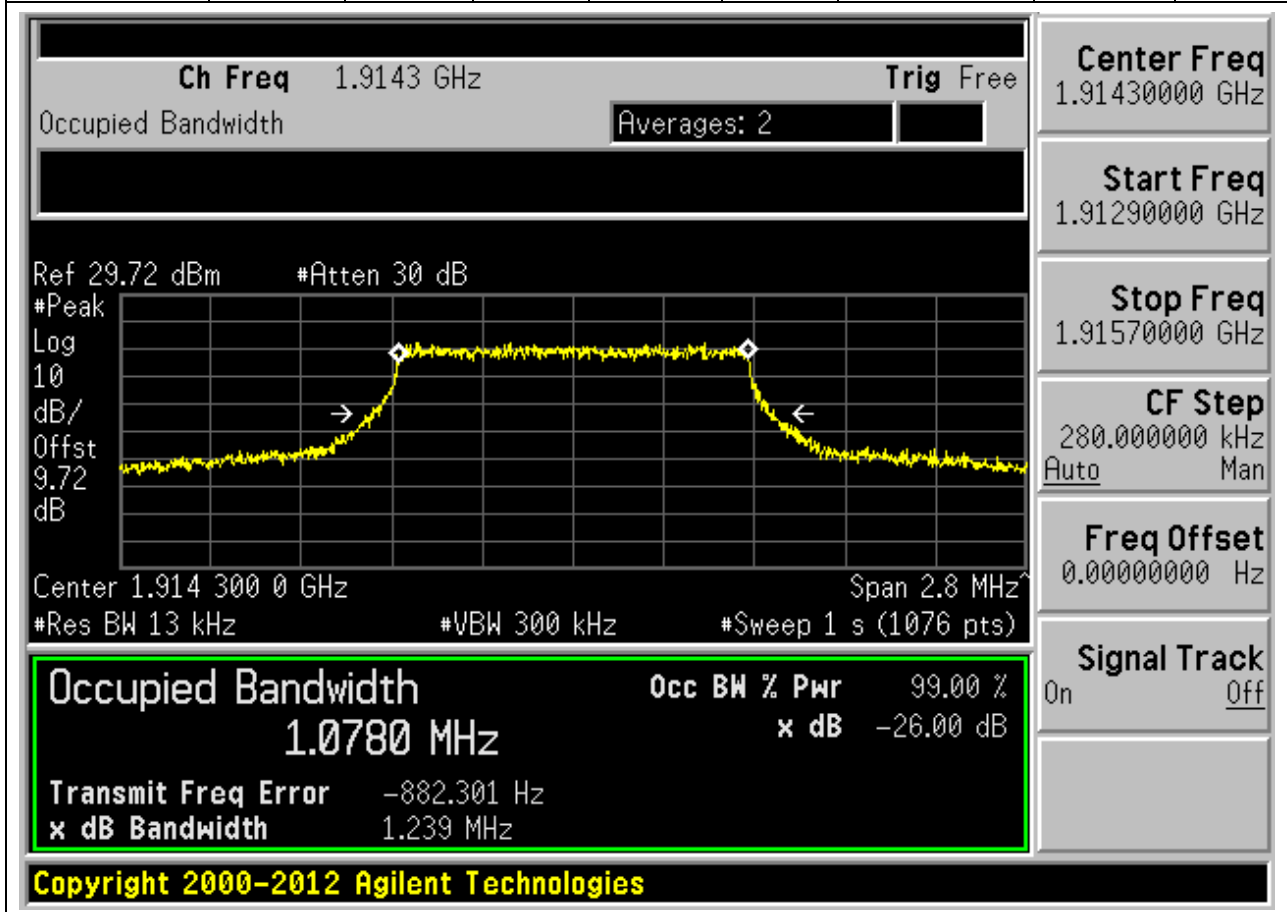 Ch Freq 1.9143 GHz Trig Free
Occupied Bandwidth Averages: 2
Ref 29.72 dBm #Atten 30 dB
#Peak
Log
10
dB/
Offst
9.72
dB
Center 1.914 300 0 GHz Span 2.8 MHz^
#Res BW 13 kHz #VBW 300 kHz #Sweep 1 s (1076 pts)
Occupied Bandwidth Occ BW % Pwr 99.00 %
1.0780 MHz x dB -26.00 dB
Transmit Freq Error -882.301 Hz
x dB Bandwidth 1.239 MHz
Copyright 2000-2012 Agilent Technologies
Center Freq
1.91430000 GHz
Start Freq
1.91290000 GHz
Stop Freq
1.91570000 GHz
CF Step
280.000000 kHz
Auto Man
Freq Offset
0.00000000 Hz
Signal Track
On Off